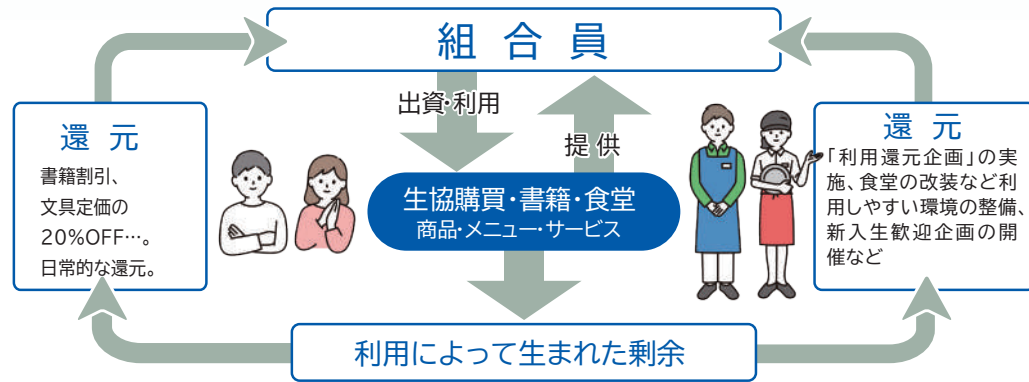 組合員
出資・利用
提供
還元
書籍割引、
文具定価の
20%OFF…。
日常的な還元。
生協購買・書籍・食堂
商品・メニュー・サービス
還元
「利用還元企画」の実
施、食堂の改装など利
用しやすい環境の整備、
新入生歓迎企画の開
催など
利用によって生まれた剰余